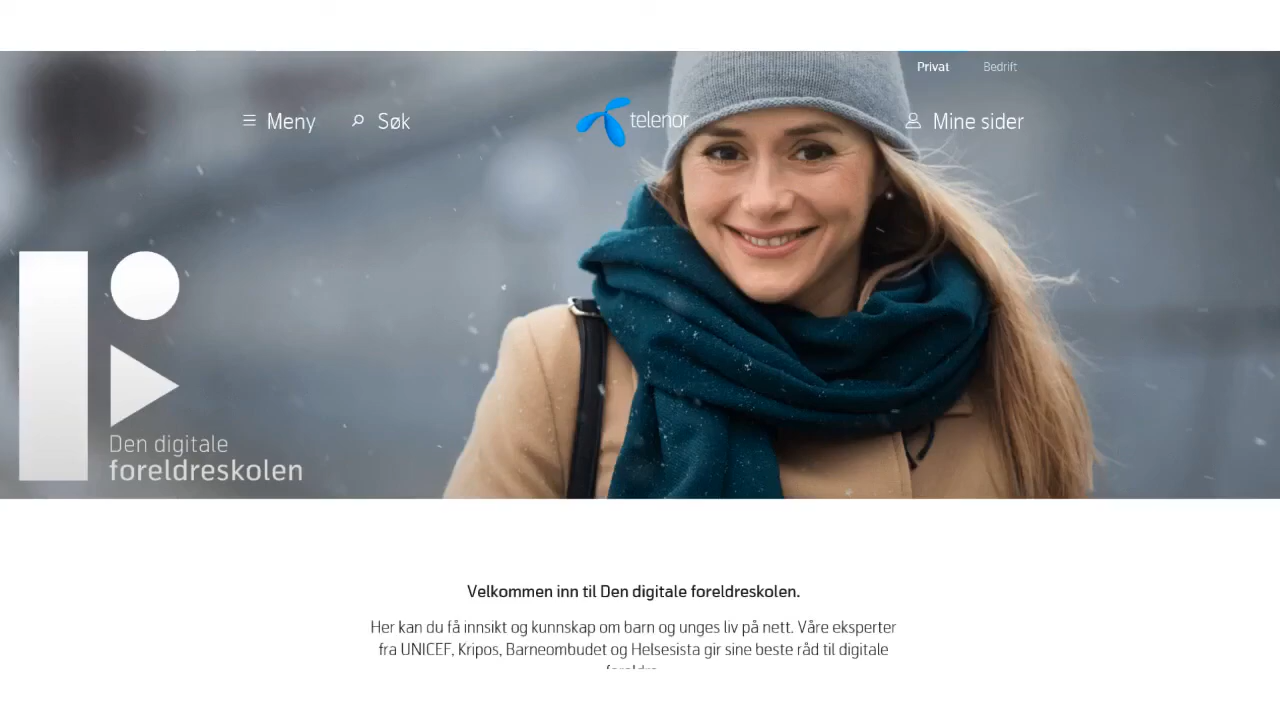 Privat Bedrift
Meny Søk telenor Mine sider
Den digitale
foreldreskolen
Velkommen inn til Den digitale foreldreskolen.
Her kan du få innsikt og kunnskap om barn og unges liv på nett. Våre eksperter
fra UNICEF, Kripos, Barneombudet og Helsesista gir sine beste råd til digitale